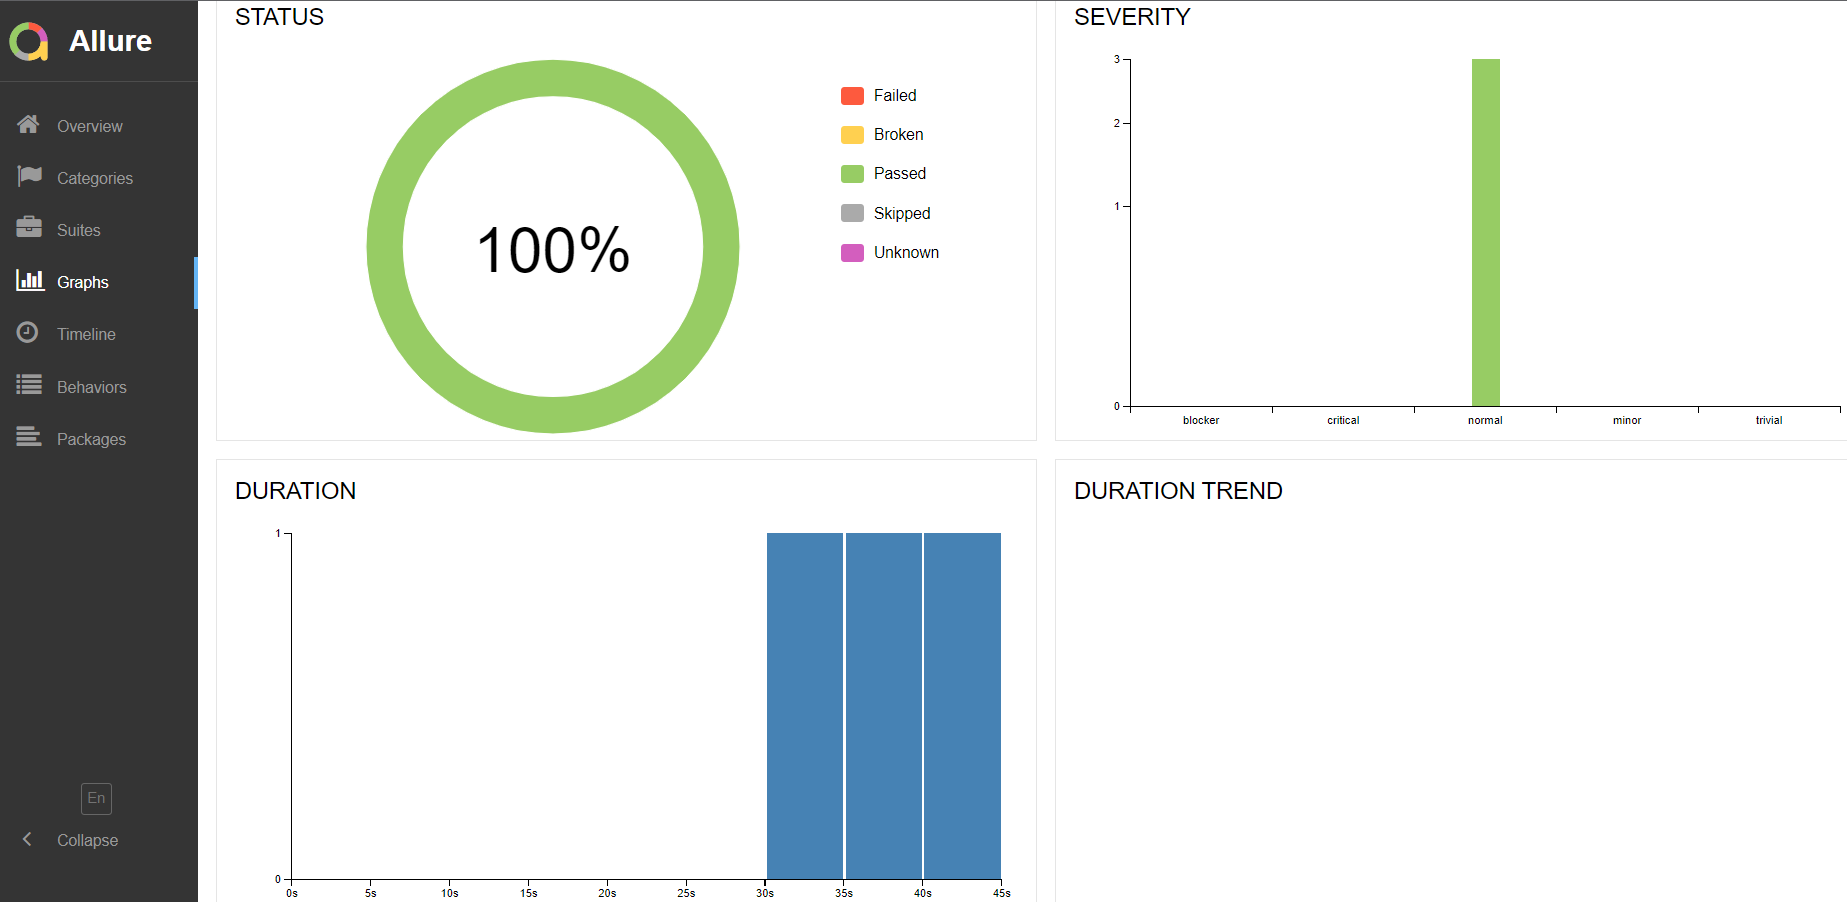 Allure
Overview
Categories
Suites
Graphs
Timeline
Behaviors
Packages
En
Collapse
STATUS
100%
Failed
Broken
Passed
Skipped
Unknown
SEVERITY
3
2
1
0
blocker critical normal minor trivial
DURATION
1
0
0s 5s 10s 15s 20s 25s 30s 35s 40s 45s
DURATION TREND